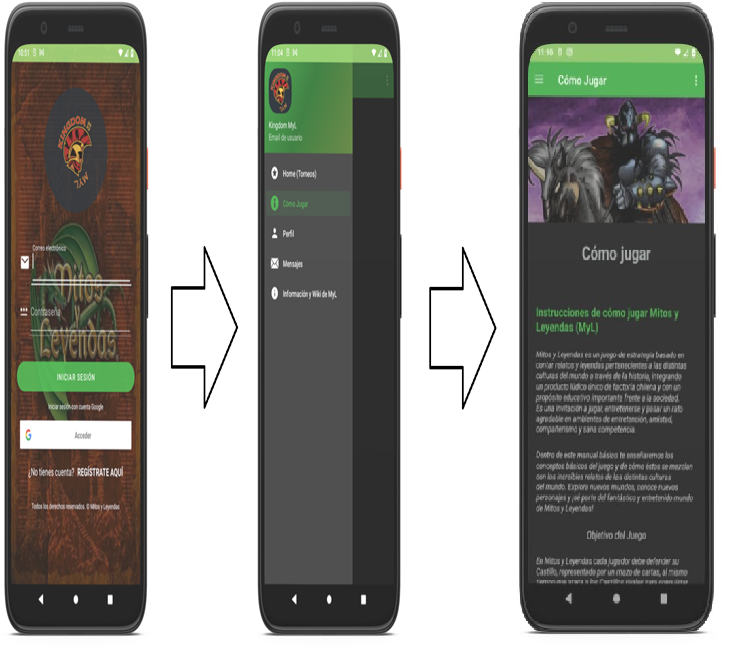 10:51
KINGDOM
MyL
Correo electrónico
Mitos
y
Leyendas
Contraseña
INICIAR SESIÓN
Iniciar sesión con cuenta Google
G
Acceder
¿No tienes cuenta? REGÍSTRATE AQUÍ
Todos los derechos reservados. © Mitos y Leyendas
11:04
Kingdom MyL
Email de usuario
Home (Torneos)
Cómo Jugar
Perfil
Mensajes
Información y Wiki de MyL
Cómo Jugar
Cómo jugar
Instrucciones de cómo jugar Mitos y
Leyendas (MyL)
Mitos y Leyendas es un juego de estrategia basado en
contar relatos y leyendas pertenecientes a las distintas
culturas del mundo a través de la historia, integrando
un producto lúdico único de factoría chilena y con un
propósito educativo importante frente a la sociedad.
Es una invitación a jugar, entretenerse y pasar un rato
agradable en ambientes de entretención, amistad,
compañerismo y sana competencia.
Dentro de este manual básico te enseñaremos los
conceptos básicos del juego y de cómo éstos se mezclan
con los increíbles relatos de las distintas culturas
del mundo. Explora nuevos mundos, conoce nuevos
personajes y ¡sé parte del fantástico y entretenido mundo
de Mitos y Leyendas!
Objetivo del Juego
En Mitos y Leyendas cada jugador debe defender su
Castillo, representado por un mazo de cartas, al mismo